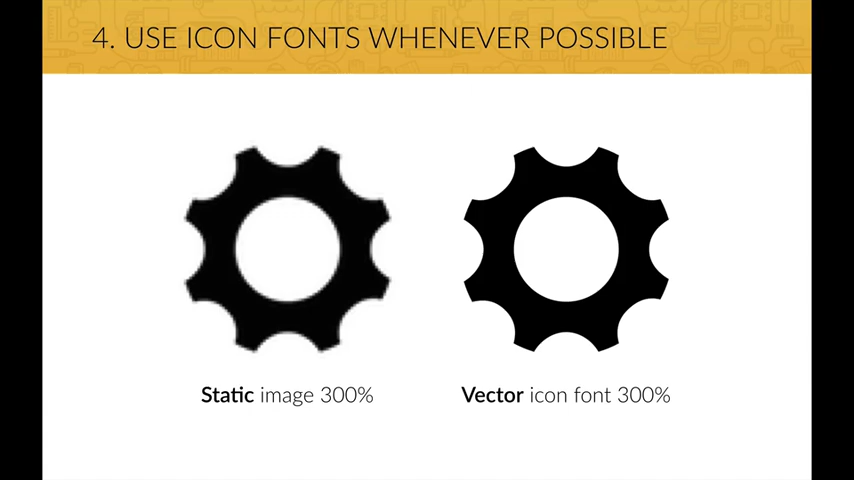 4. USE ICON FONTS WHENEVER POSSIBLE
Static image 300%
Vector icon font 300%